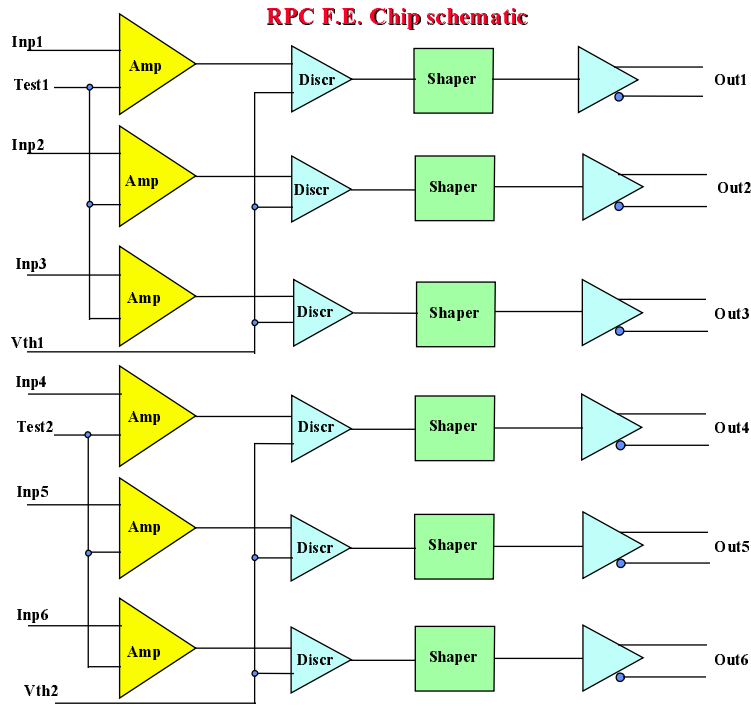 RPC F.E. Chip schematic
Inp1
Amp
Discr
Shaper
Out1
Test1
Inp2
Amp
Discr
Shaper
Out2
Inp3
Amp
Discr
Shaper
Out3
Vth1
Inp4
Amp
Discr
Shaper
Out4
Test2
Inp5
Amp
Discr
Shaper
Out5
Inp6
Amp
Discr
Shaper
Out6
Vth2